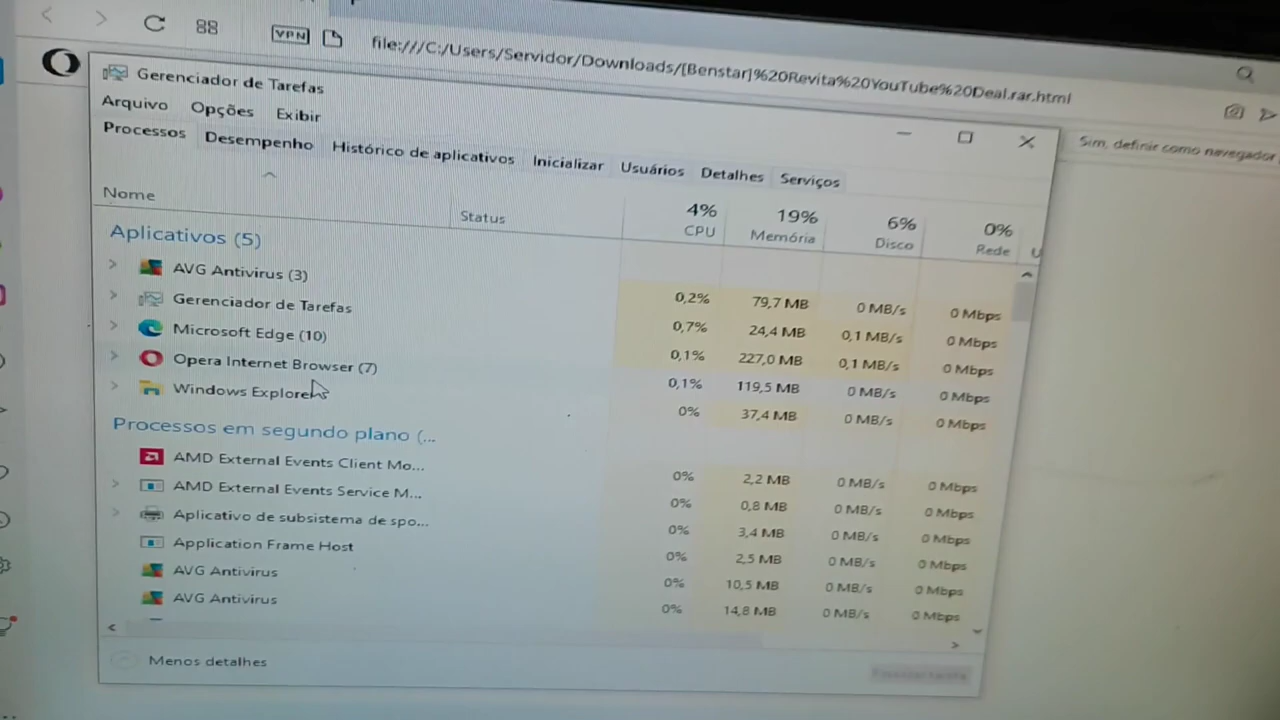 VPN file:///C:/Users/Servidor/Downloads/[Benstar]%20Revita%20YouTube%20Deal.rar.html
Gerenciador de Tarefas
Arquivo Opções Exibir
Sim, definir como navegador
Processos Desempenho Histórico de aplicativos Inicializar Usuários Detalhes Serviços
4% 19% 6% 0%
Nome Status CPU Memória Disco Rede U
Aplicativos (5)
AVG Antivirus (3) 0,2% 79,7 MB 0 MB/s 0 Mbps
Gerenciador de Tarefas 0,7% 24,4 MB 0,1 MB/s 0 Mbps
Microsoft Edge (10) 0,1% 227,0 MB 0,1 MB/s 0 Mbps
Opera Internet Browser (7) 0,1% 119,5 MB 0 MB/s 0 Mbps
Windows Explorer 0% 37,4 MB 0 MB/s 0 Mbps
Processos em segundo plano (...
AMD External Events Client Mo... 0% 2,2 MB 0 MB/s 0 Mbps
AMD External Events Service M... 0% 0,8 MB 0 MB/s 0 Mbps
Aplicativo de subsistema de spo... 0% 3,4 MB 0 MB/s 0 Mbps
Application Frame Host 0% 2,5 MB 0 MB/s 0 Mbps
AVG Antivirus 0% 10,5 MB 0 MB/s 0 Mbps
AVG Antivirus 0% 14,8 MB 0 MB/s 0 Mbps
Menos detalhes